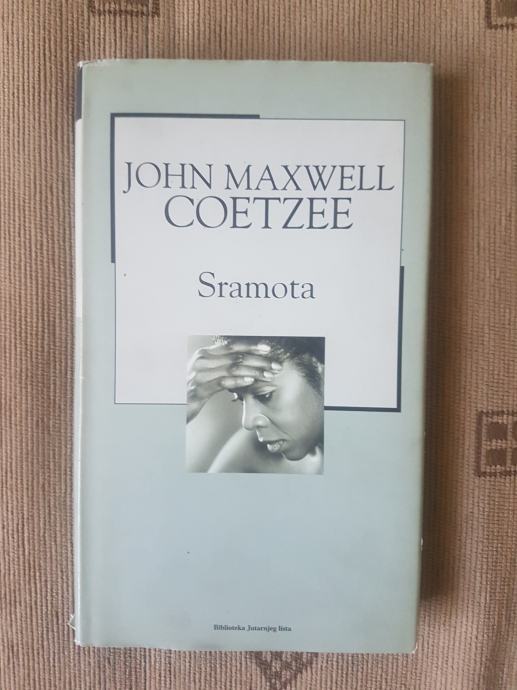 JOHN MAXWELL
COETZEE
Sramota
Biblioteka Jutarnjeg lista